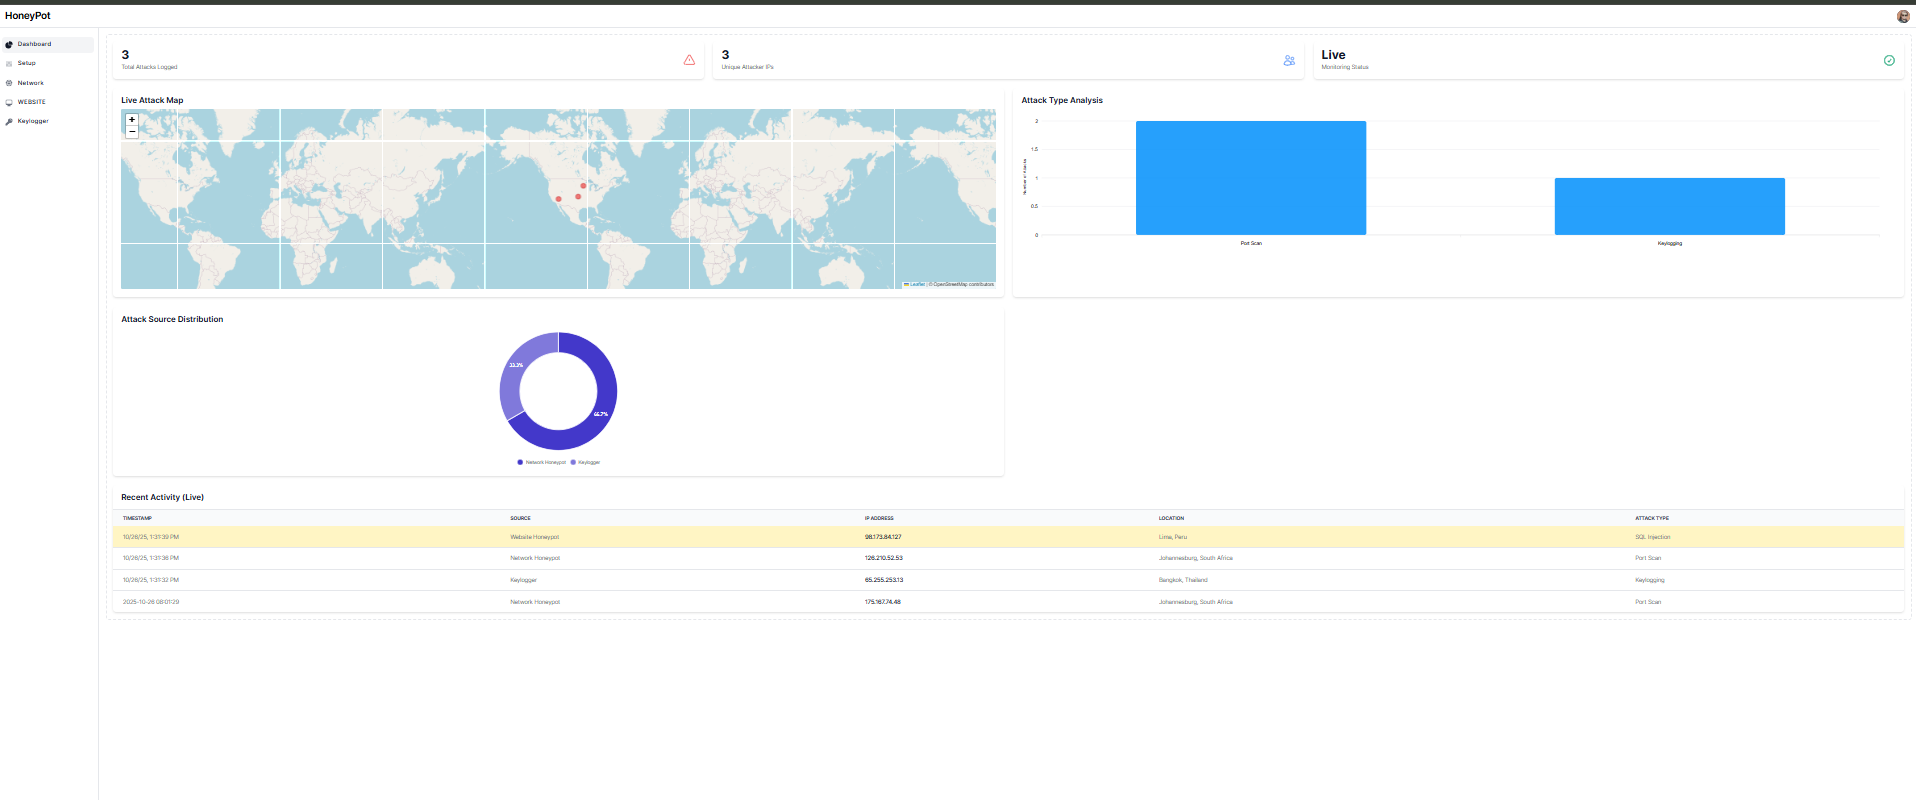 HoneyPot
Dashboard
Setup
Network
WEBSITE
Keylogger
3
Total Attacks Logged
3
Unique Attacker IPs
Live
Monitoring Status
Live Attack Map
+
−
Leaflet | © OpenStreetMap contributors
Attack Type Analysis
Number of Attacks
2
1.5
1
0.5
0
Port Scan
Keylogging
Attack Source Distribution
33.3%
66.7%
Network Honeypot Keylogger
Recent Activity (Live)
TIMESTAMP SOURCE IP ADDRESS LOCATION ATTACK TYPE
10/26/25, 1:31:39 PM Website Honeypot 98.173.84.127 Lima, Peru SQL Injection
10/26/25, 1:31:36 PM Network Honeypot 126.210.52.53 Johannesburg, South Africa Port Scan
10/26/25, 1:31:32 PM Keylogger 65.255.253.13 Bangkok, Thailand Keylogging
2025-10-26 08:01:29 Network Honeypot 175.167.74.48 Johannesburg, South Africa Port Scan